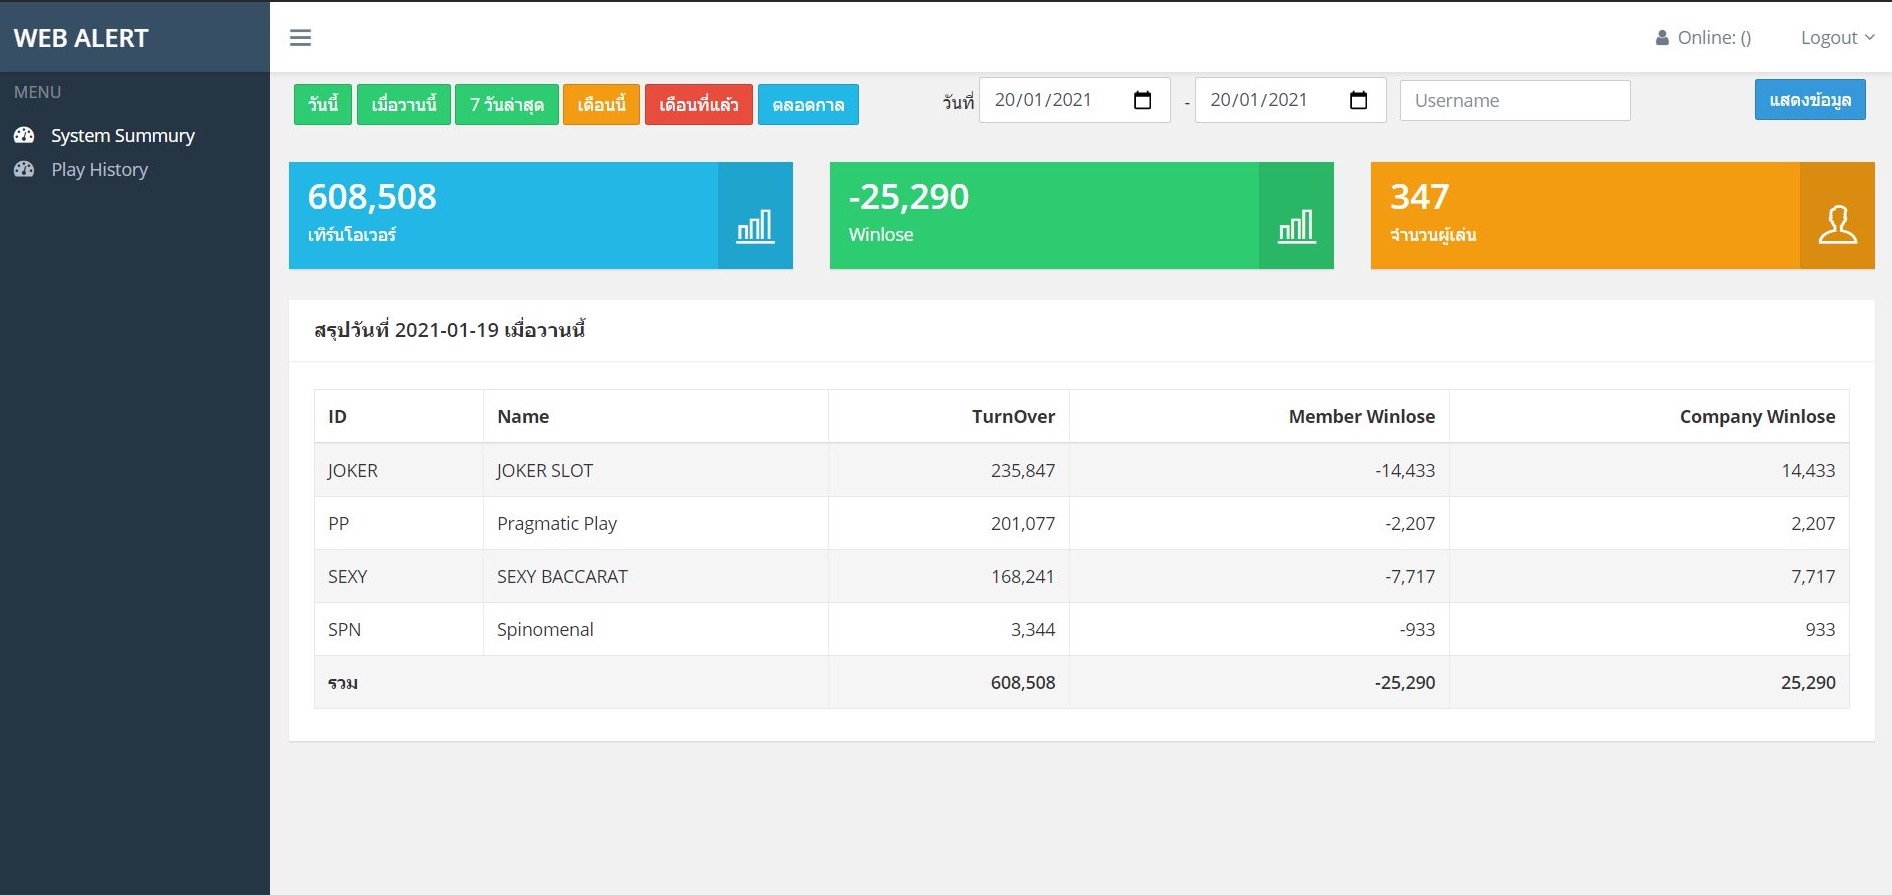 WEB ALERT
Online: ()
Logout
MENU
System Summury
Play History
วันนี้ เมื่อวานนี้ 7 วันล่าสุด เดือนนี้ เดือนที่แล้ว ตลอดกาล
วันที่ 20/01/2021 - 20/01/2021 Username แสดงข้อมูล
608,508
เทิร์นโอเวอร์
-25,290
Winlose
347
จำนวนผู้เล่น
สรุปวันที่ 2021-01-19 เมื่อวานนี้
ID Name TurnOver Member Winlose Company Winlose
JOKER JOKER SLOT 235,847 -14,433 14,433
PP Pragmatic Play 201,077 -2,207 2,207
SEXY SEXY BACCARAT 168,241 -7,717 7,717
SPN Spinomenal 3,344 -933 933
รวม 608,508 -25,290 25,290